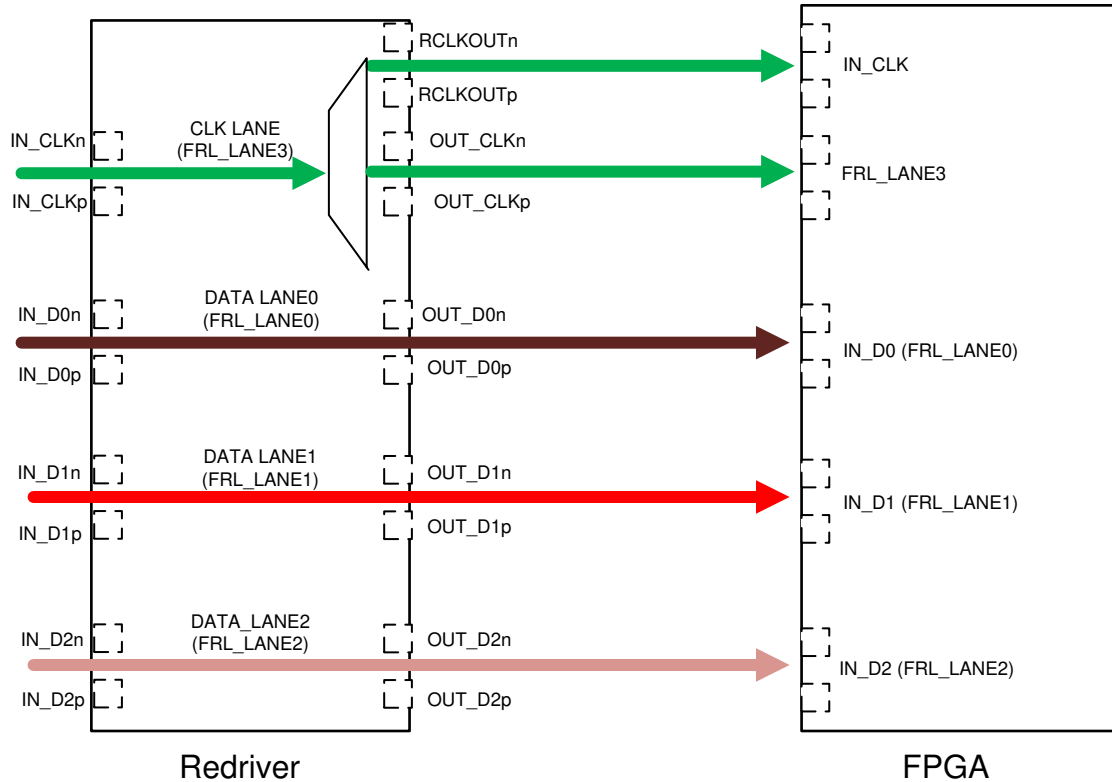 RCLKOUTn
IN_CLK
RCLKOUTp
IN_CLKn
CLK LANE
(FRL_LANE3)
OUT_CLKn
FRL_LANE3
IN_CLKp
OUT_CLKp
DATA LANE0
(FRL_LANE0)
IN_D0n
OUT_D0n
IN_D0 (FRL_LANE0)
IN_D0p
OUT_D0p
DATA LANE1
(FRL_LANE1)
IN_D1n
OUT_D1n
IN_D1 (FRL_LANE1)
IN_D1p
OUT_D1p
DATA_LANE2
(FRL_LANE2)
IN_D2n
OUT_D2n
IN_D2 (FRL_LANE2)
IN_D2p
OUT_D2p
Redriver
FPGA